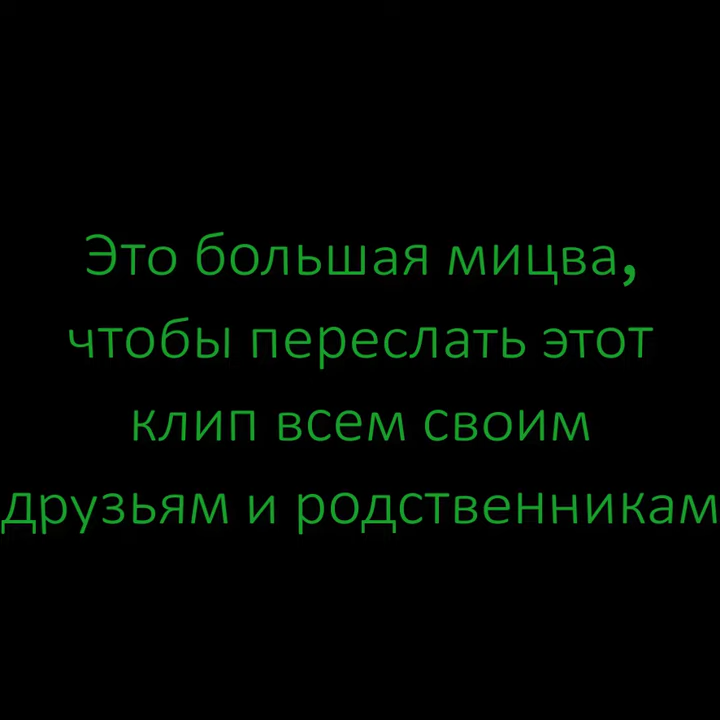 Это большая мицва,
чтобы переслать этот
клип всем своим
друзьям и родственникам